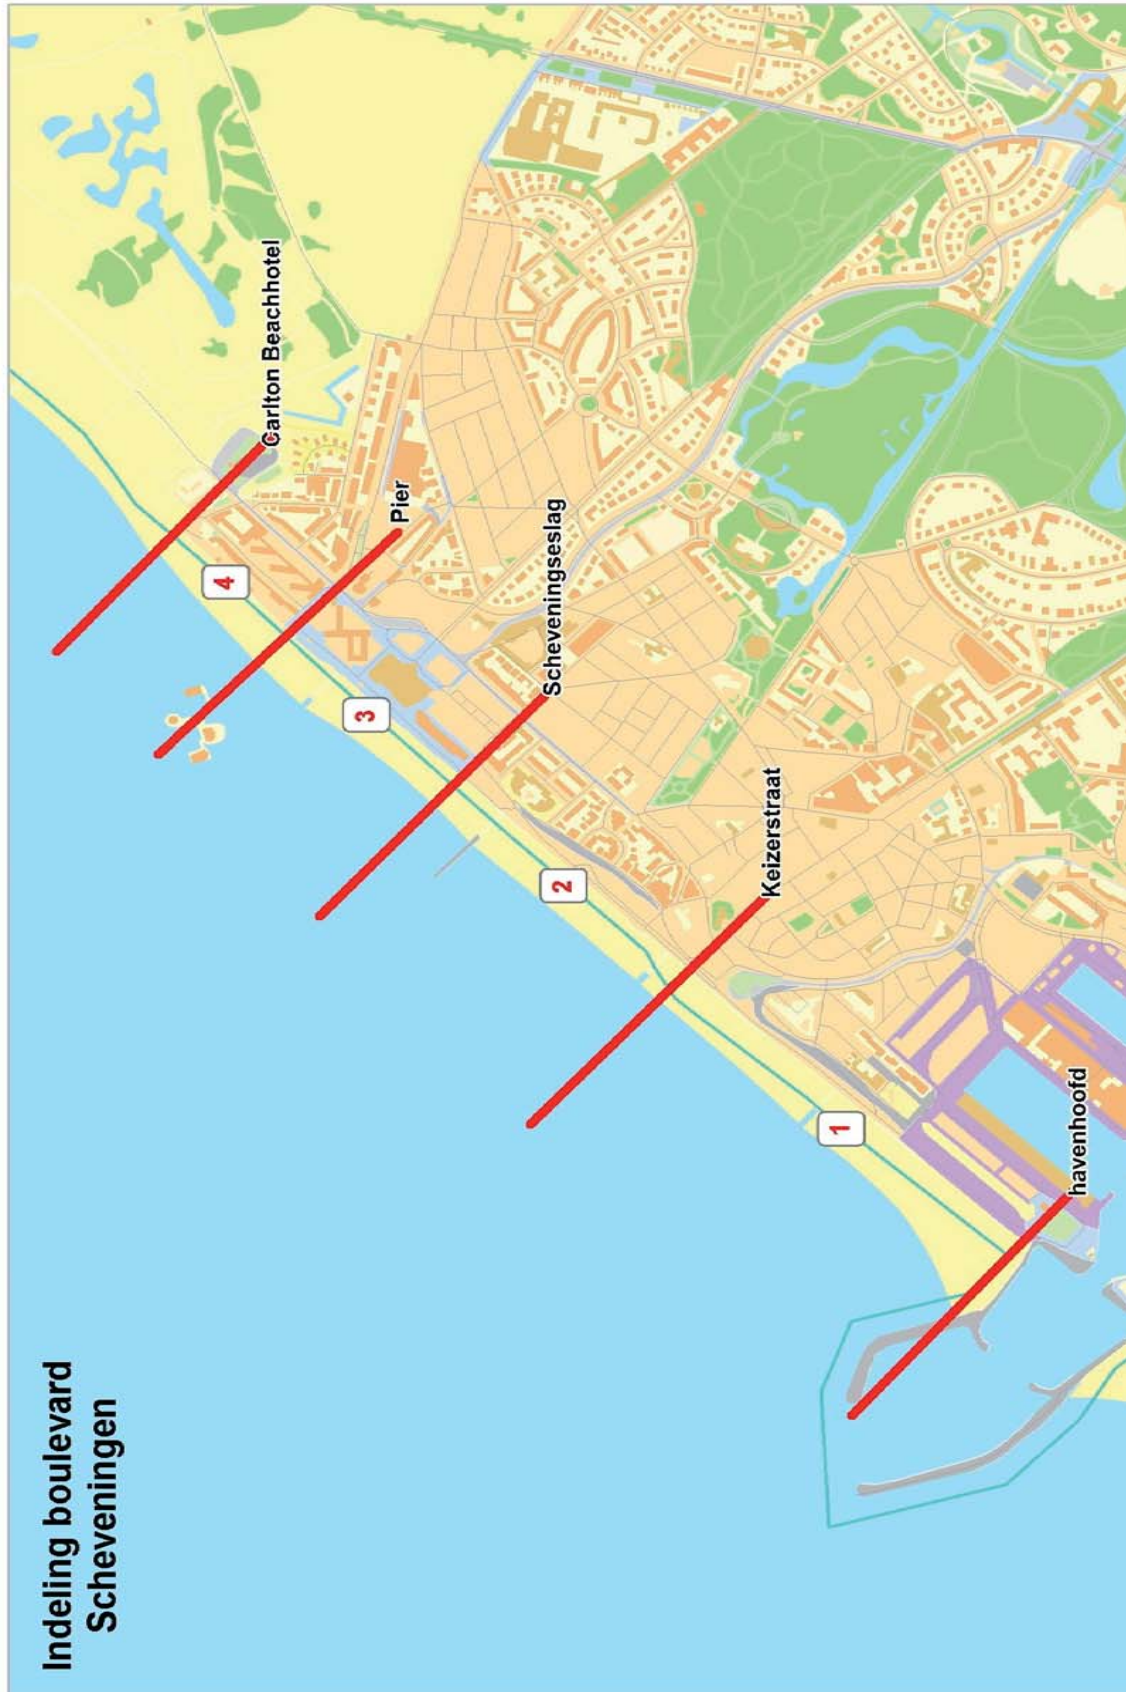 Indeling boulevard
Scheveningen
Carlton Beachhotel
4
Pier
3
Scheveningseslag
2
Keizerstraat
1
havenhoofd